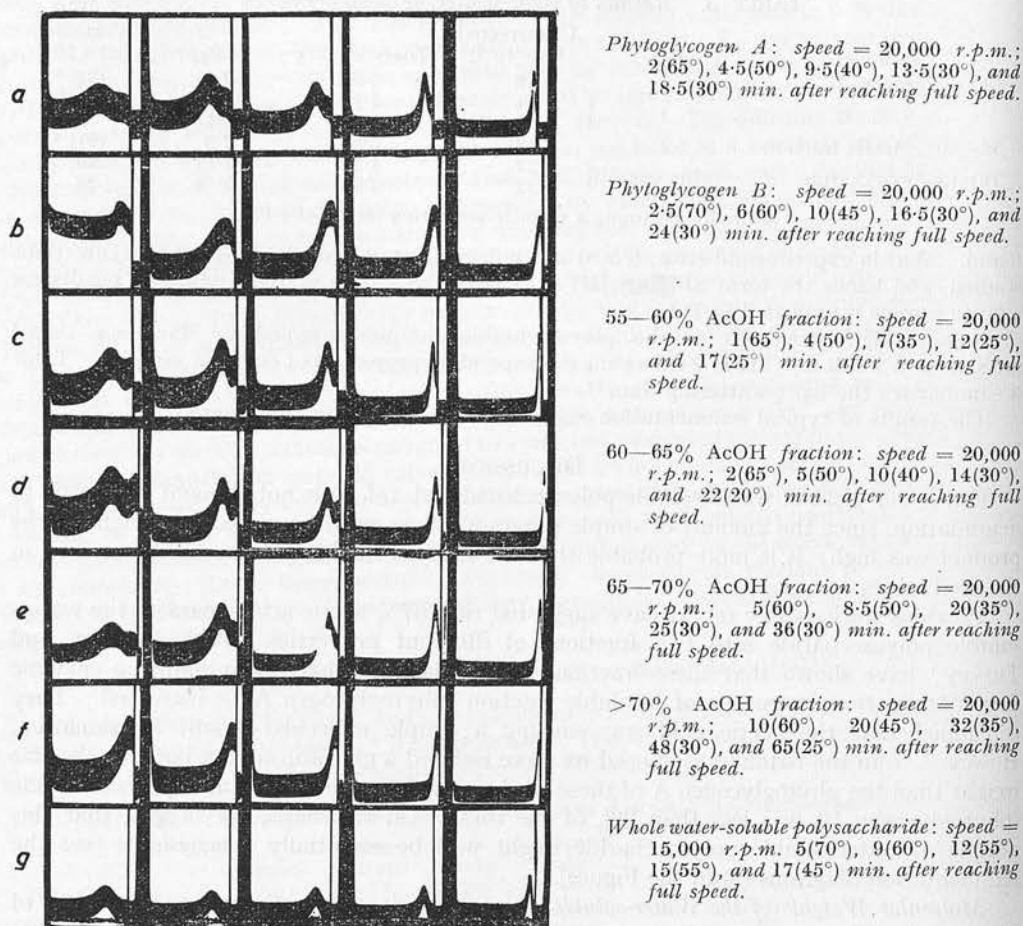 a
Phytoglycogen A: speed = 20,000 r.p.m.;
2(65°), 4·5(50°), 9·5(40°), 13·5(30°), and
18·5(30°) min. after reaching full speed.
b
Phytoglycogen B: speed = 20,000 r.p.m.;
2·5(70°), 6(60°), 10(45°), 16·5(30°), and
24(30°) min. after reaching full speed.
c
55—60% AcOH fraction: speed = 20,000
r.p.m.; 1(65°), 4(50°), 7(35°), 12(25°),
and 17(25°) min. after reaching full
speed.
d
60—65% AcOH fraction: speed = 20,000
r.p.m.; 2(65°), 5(50°), 10(40°), 14(30°),
and 22(20°) min. after reaching full
speed.
e
65—70% AcOH fraction: speed = 20,000
r.p.m.; 5(60°), 8·5(50°), 20(35°),
25(30°), and 36(30°) min. after reaching
full speed.
f
>70% AcOH fraction: speed = 20,000
r.p.m.; 10(60°), 20(45°), 32(35°),
48(30°), and 65(25°) min. after reaching
full speed.
g
Whole water-soluble polysaccharide: speed =
15,000 r.p.m. 5(70°), 9(60°), 12(55°),
15(55°), and 17(45°) min. after reaching
full speed.